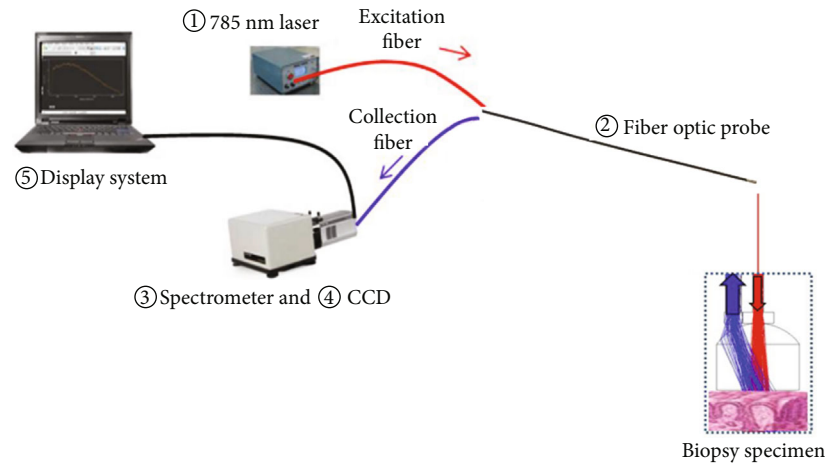 ① 785 nm laser
Excitation
fiber
Collection
fiber
② Fiber optic probe
⑤ Display system
③ Spectrometer and ④ CCD
Biopsy specimen